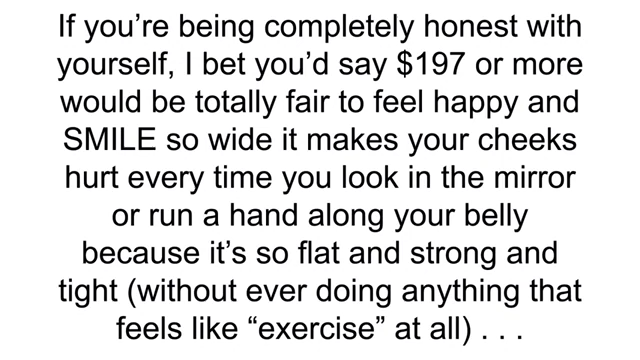 If you’re being completely honest with
yourself, I bet you’d say $197 or more
would be totally fair to feel happy and
SMILE so wide it makes your cheeks
hurt every time you look in the mirror
or run a hand along your belly
because it’s so flat and strong and
tight (without ever doing anything that
feels like “exercise” at all) . . .